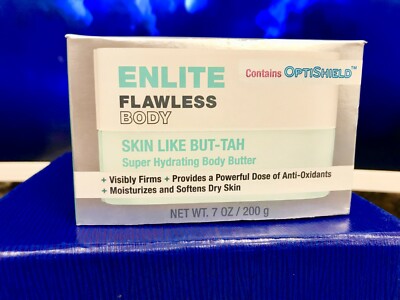 ENLITE
Contains OPTISHIELD™
FLAWLESS
BODY
SKIN LIKE BUT-TAH
Super Hydrating Body Butter
+ Visibly Firms + Provides a Powerful Dose of Anti-Oxidants
+ Moisturizes and Softens Dry Skin
NET WT. 7 OZ / 200 g